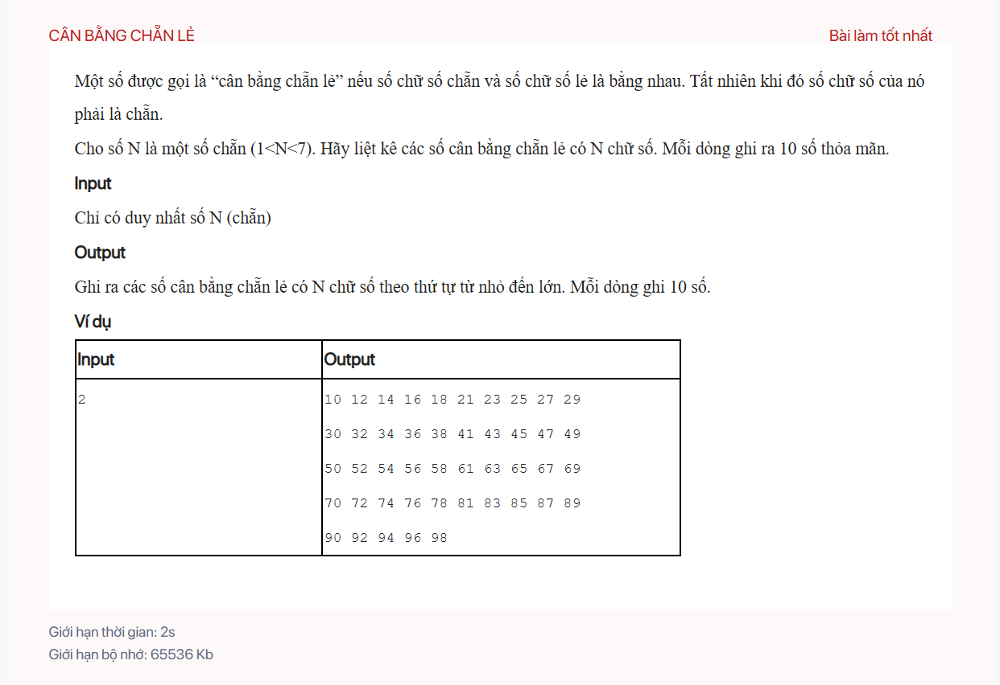 CÂN BẰNG CHẴN LẺ
Bài làm tốt nhất
Một số được gọi là “cân bằng chẵn lẻ” nếu số chữ số chẵn và số chữ số lẻ là bằng nhau. Tất nhiên khi đó số chữ số của nó
phải là chẵn.
Cho số N là một số chẵn (1<N<7). Hãy liệt kê các số cân bằng chẵn lẻ có N chữ số. Mỗi dòng ghi ra 10 số thỏa mãn.
Input
Chỉ có duy nhất số N (chẵn)
Output
Ghi ra các số cân bằng chẵn lẻ có N chữ số theo thứ tự từ nhỏ đến lớn. Mỗi dòng ghi 10 số.
Ví dụ
Input Output
2 10 12 14 16 18 21 23 25 27 29
30 32 34 36 38 41 43 45 47 49
50 52 54 56 58 61 63 65 67 69
70 72 74 76 78 81 83 85 87 89
90 92 94 96 98
Giới hạn thời gian: 2s
Giới hạn bộ nhớ: 65536 Kb